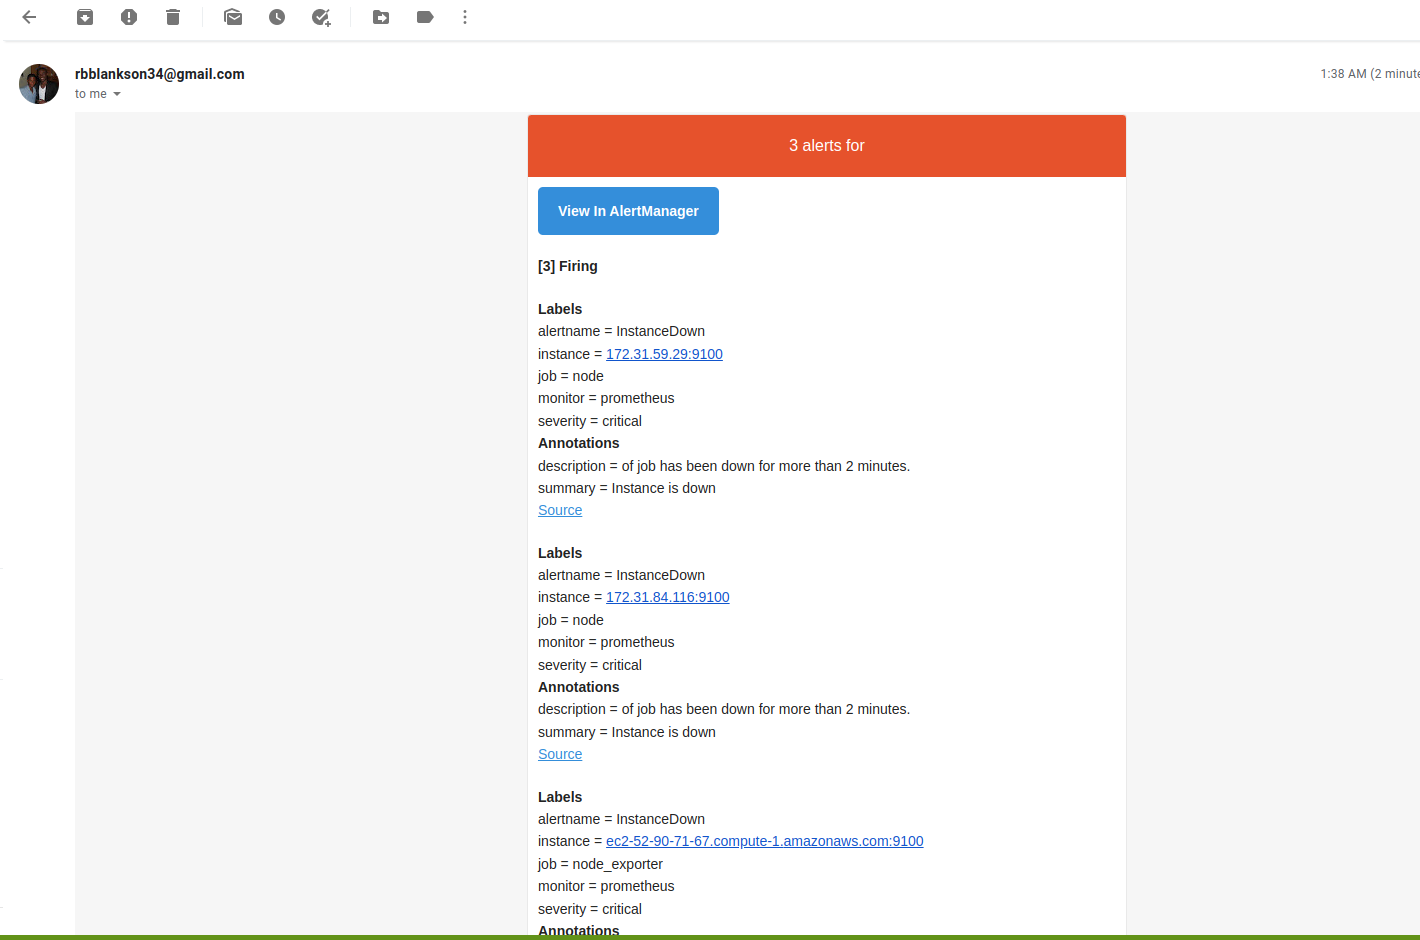 rbblankson34@gmail.com
1:38 AM (2 minute
to me
3 alerts for
View In AlertManager
[3] Firing
Labels
alertname = InstanceDown
instance = 172.31.59.29:9100
job = node
monitor = prometheus
severity = critical
Annotations
description = of job has been down for more than 2 minutes.
summary = Instance is down
Source
Labels
alertname = InstanceDown
instance = 172.31.84.116:9100
job = node
monitor = prometheus
severity = critical
Annotations
description = of job has been down for more than 2 minutes.
summary = Instance is down
Source
Labels
alertname = InstanceDown
instance = ec2-52-90-71-67.compute-1.amazonaws.com:9100
job = node_exporter
monitor = prometheus
severity = critical
Annotations